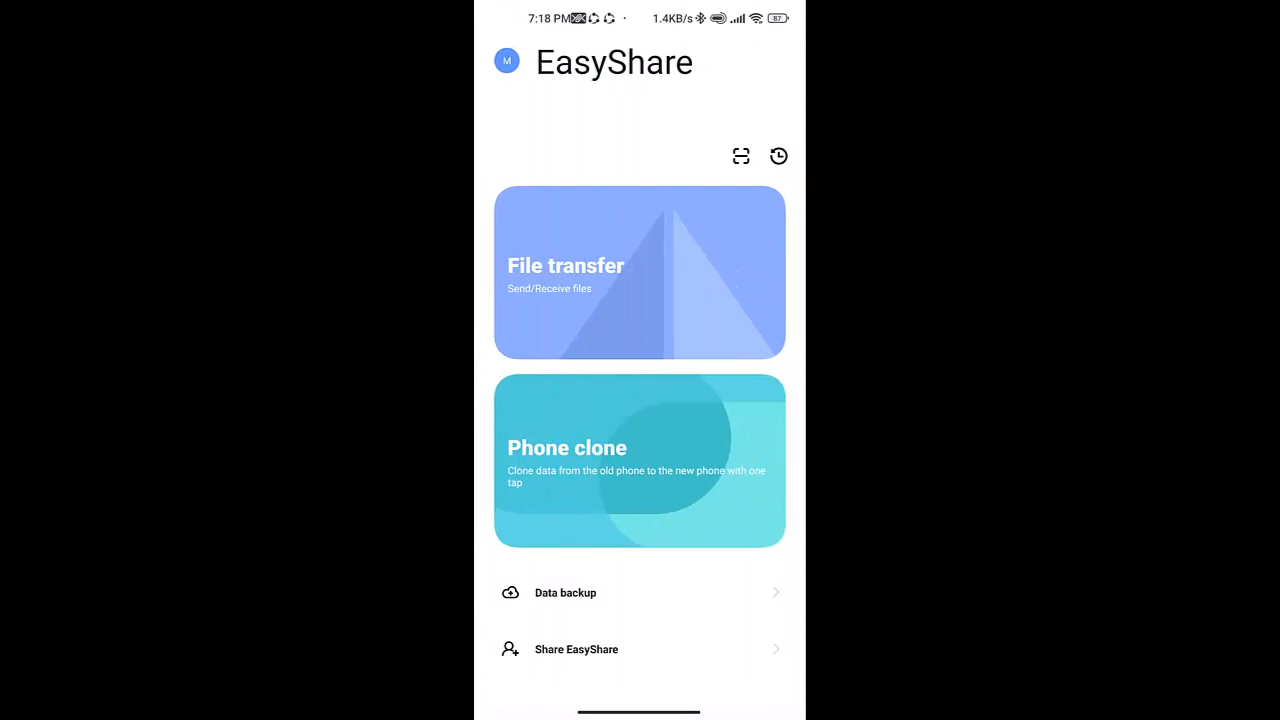 7:18 PM 1.4KB/s 87
M EasyShare
File transfer
Send/Receive files
Phone clone
Clone data from the old phone to the new phone with one
tap
Data backup
Share EasyShare